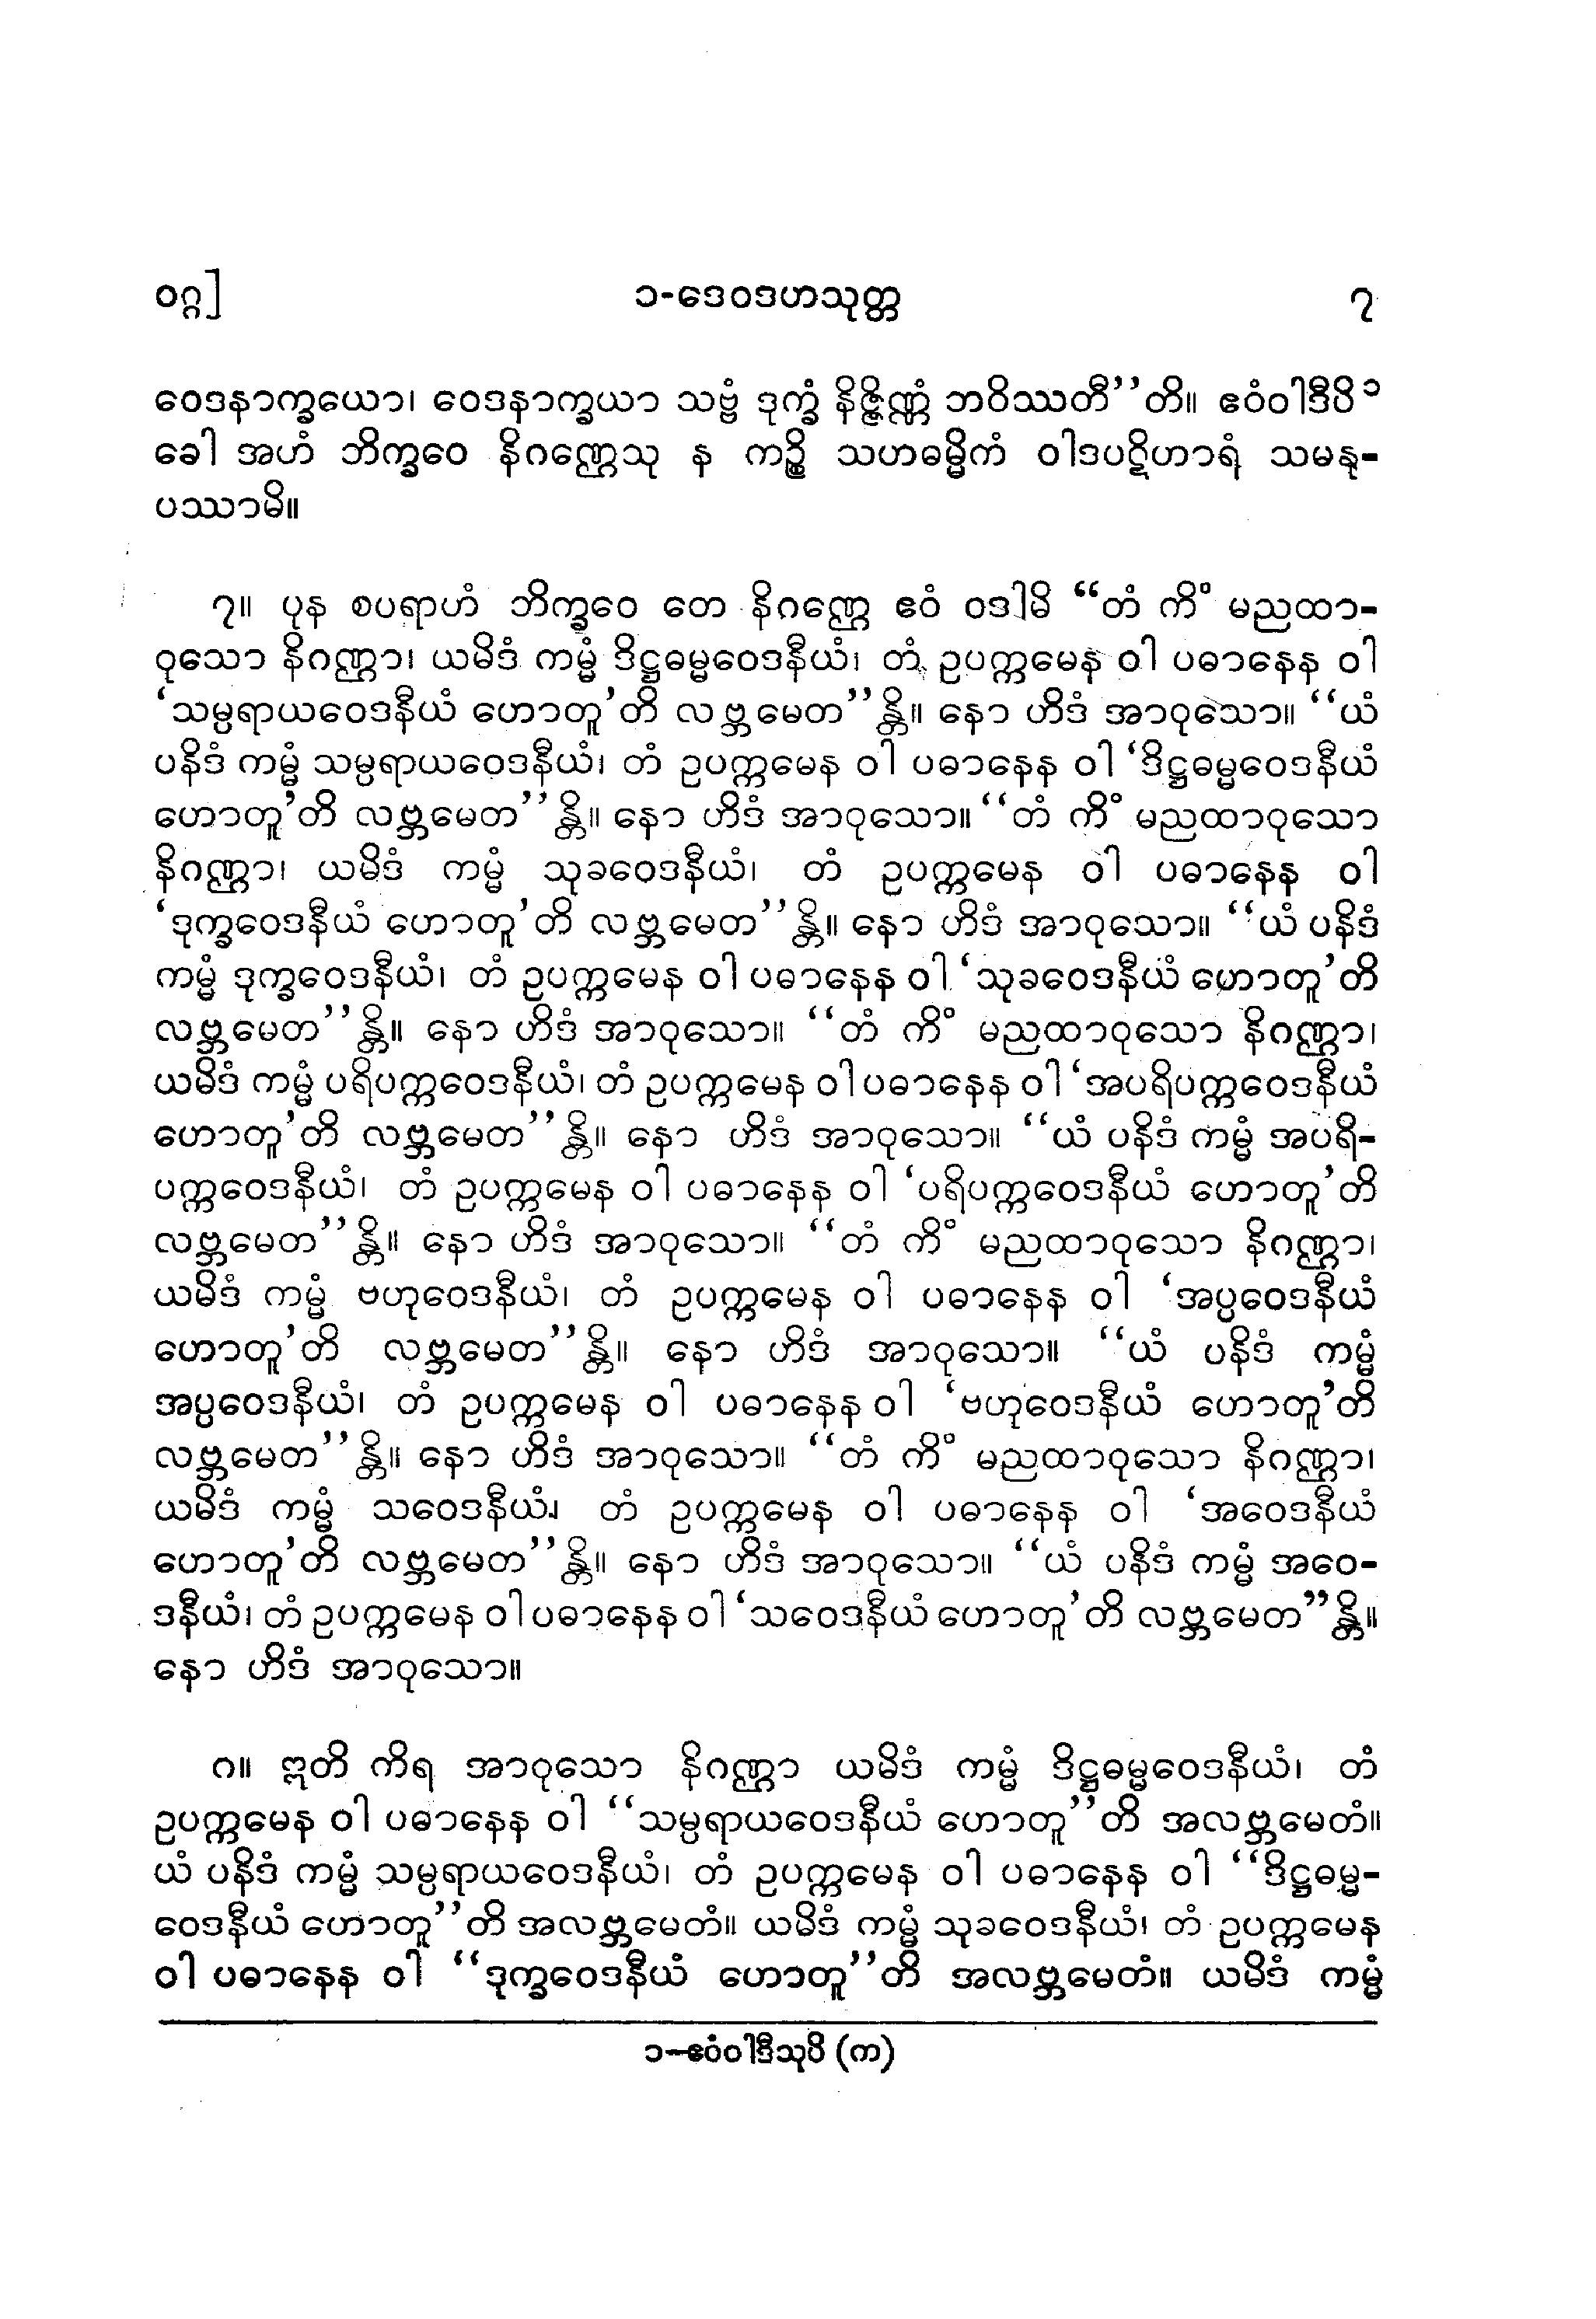 ဝဂ္ဂ] ၁-ဒေဝဒဟသုတ္တ ၇
ဝေဒနာက္ခယော၊ ဝေဒနာက္ခယာ သဗ္ဗံ ဒုက္ခံ နိဇ္ဇိဏ္ဏံ ဘဝိဿတီ’’တိ။ ဧဝံဝါဒီပိ ၁
ခေါ အဟံ ဘိက္ခဝေ နိဂဏ္ဌေသု န ကဉ္စိ သဟဓမ္မိကံ ဝါဒပဋိဟာရံ သမနု-
ပဿာမိ။
၇။ ပုန စပရာဟံ ဘိက္ခဝေ တေ နိဂဏ္ဌေ ဧဝံ ဝဒါမိ “တံ ကိံ မညထာ-
ဝုသော နိဂဏ္ဌာ၊ ယမိဒံ ကမ္မံ ဒိဋ္ဌဓမ္မဝေဒနီယံ၊ တံ ဥပက္ကမေန ဝါ ပဓာနေန ဝါ
‘သမ္ပရာယဝေဒနီယံ ဟောတူ’တိ လဗ္ဘမေတ’’န္တိ။ နော ဟိဒံ အာဝုသော။ ‘‘ယံ
ပနိဒံ ကမ္မံ သမ္ပရာယဝေဒနီယံ၊ တံ ဥပက္ကမေန ဝါ ပဓာနေန ဝါ ‘ဒိဋ္ဌဓမ္မဝေဒနီယံ
ဟောတူ’တိ လဗ္ဘမေတ’’န္တိ။ နော ဟိဒံ အာဝုသော။ ‘‘တံ ကိံ မညထာဝုသော
နိဂဏ္ဌာ၊ ယမိဒံ ကမ္မံ သုခဝေဒနီယံ၊ တံ ဥပက္ကမေန ဝါ ပဓာနေန ဝါ
‘ဒုက္ခဝေဒနီယံ ဟောတူ’တိ လဗ္ဘမေတ’’န္တိ။ နော ဟိဒံ အာဝုသော။ ‘‘ယံ ပနိဒံ
ကမ္မံ ဒုက္ခဝေဒနီယံ၊ တံ ဥပက္ကမေန ဝါ ပဓာနေန ဝါ ‘သုခဝေဒနီယံ ဟောတူ’တိ
လဗ္ဘမေတ’’န္တိ။ နော ဟိဒံ အာဝုသော။ ‘‘တံ ကိံ မညထာဝုသော နိဂဏ္ဌာ၊
ယမိဒံ ကမ္မံ ပရိပက္ကဝေဒနီယံ၊ တံ ဥပက္ကမေန ဝါ ပဓာနေန ဝါ ‘အပရိပက္ကဝေဒနီယံ
ဟောတူ’တိ လဗ္ဘမေတ’’န္တိ။ နော ဟိဒံ အာဝုသော။ ‘‘ယံ ပနိဒံ ကမ္မံ အပရိ-
ပက္ကဝေဒနီယံ၊ တံ ဥပက္ကမေန ဝါ ပဓာနေန ဝါ ‘ပရိပက္ကဝေဒနီယံ ဟောတူ’တိ
လဗ္ဘမေတ’’န္တိ။ နော ဟိဒံ အာဝုသော။ ‘‘တံ ကိံ မညထာဝုသော နိဂဏ္ဌာ၊
ယမိဒံ ကမ္မံ ဗဟုဝေဒနီယံ၊ တံ ဥပက္ကမေန ဝါ ပဓာနေန ဝါ ‘အပ္ပဝေဒနီယံ
ဟောတူ’တိ လဗ္ဘမေတ’’န္တိ။ နော ဟိဒံ အာဝုသော။ ‘‘ယံ ပနိဒံ ကမ္မံ
အပ္ပဝေဒနီယံ၊ တံ ဥပက္ကမေန ဝါ ပဓာနေန ဝါ ‘ဗဟုဝေဒနီယံ ဟောတူ’တိ
လဗ္ဘမေတ’’န္တိ။ နော ဟိဒံ အာဝုသော။ ‘‘တံ ကိံ မညထာဝုသော နိဂဏ္ဌာ၊
ယမိဒံ ကမ္မံ သဝေဒနီယံ၊ တံ ဥပက္ကမေန ဝါ ပဓာနေန ဝါ ‘အဝေဒနီယံ
ဟောတူ’တိ လဗ္ဘမေတ’’န္တိ။ နော ဟိဒံ အာဝုသော။ ‘‘ယံ ပနိဒံ ကမ္မံ အဝေ-
ဒနီယံ၊ တံ ဥပက္ကမေန ဝါ ပဓာနေန ဝါ ‘သဝေဒနီယံ ဟောတူ’တိ လဗ္ဘမေတ”န္တိ။
နော ဟိဒံ အာဝုသော။
၈။ ဣတိ ကိရ အာဝုသော နိဂဏ္ဌာ ယမိဒံ ကမ္မံ ဒိဋ္ဌဓမ္မဝေဒနီယံ၊ တံ
ဥပက္ကမေန ဝါ ပဓာနေန ဝါ ‘‘သမ္ပရာယဝေဒနီယံ ဟောတူ’’တိ အလဗ္ဘမေတံ။
ယံ ပနိဒံ ကမ္မံ သမ္ပရာယဝေဒနီယံ၊ တံ ဥပက္ကမေန ဝါ ပဓာနေန ဝါ ‘‘ဒိဋ္ဌဓမ္မ-
ဝေဒနီယံ ဟောတူ’’တိ အလဗ္ဘမေတံ။ ယမိဒံ ကမ္မံ သုခဝေဒနီယံ၊ တံ ဥပက္ကမေန
ဝါ ပဓာနေန ဝါ ‘‘ဒုက္ခဝေဒနီယံ ဟောတူ’’တိ အလဗ္ဘမေတံ။ ယမိဒံ ကမ္မံ
၁—ဧဝံဝါဒီသုပိ (က)